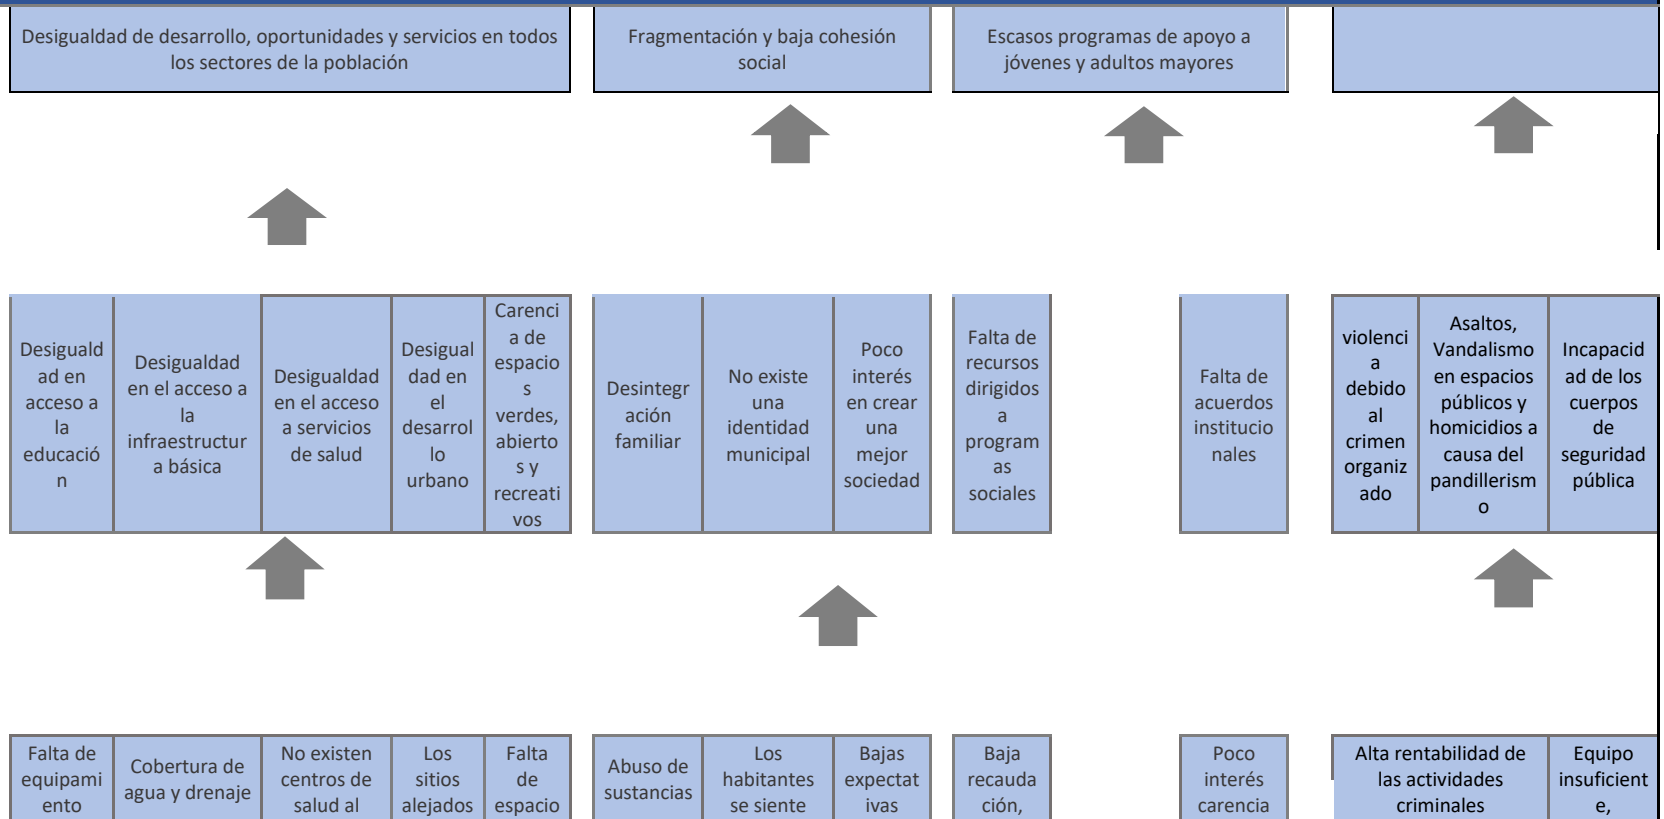 Desigualdad de desarrollo, oportunidades y servicios en todos
los sectores de la población
Fragmentación y baja cohesión
social
Escasos programas de apoyo a
jóvenes y adultos mayores
Desiguald
ad en
acceso a
la
educació
n
Desigualdad
en el acceso a
la
infraestructur
a básica
Desigualdad
en el acceso
a servicios
de salud
Desigual
dad en
el
desarrol
lo
urbano
Carenci
a de
espacio
s
verdes,
abierto
s y
recreati
vos
Desintegr
ación
familiar
No existe
una
identidad
municipal
Poco
interés
en crear
una
mejor
sociedad
Falta de
recursos
dirigidos
a
program
as
sociales
Falta de
acuerdos
institucio
nales
violenci
a
debido
al
crimen
organiz
ado
Asaltos,
Vandalismo
en espacios
públicos y
homicidios a
causa del
pandillerism
o
Incapacid
ad de los
cuerpos
de
seguridad
pública
Falta de
equipami
ento
Cobertura de
agua y drenaje
No existen
centros de
salud al
Los
sitios
alejados
Falta
de
espacio
Abuso de
sustancias
Los
habitantes
se siente
Bajas
expectat
ivas
Baja
recauda
ción,
Poco
interés
carencia
Alta rentabilidad de
las actividades
criminales
Equipo
insuficient
e,